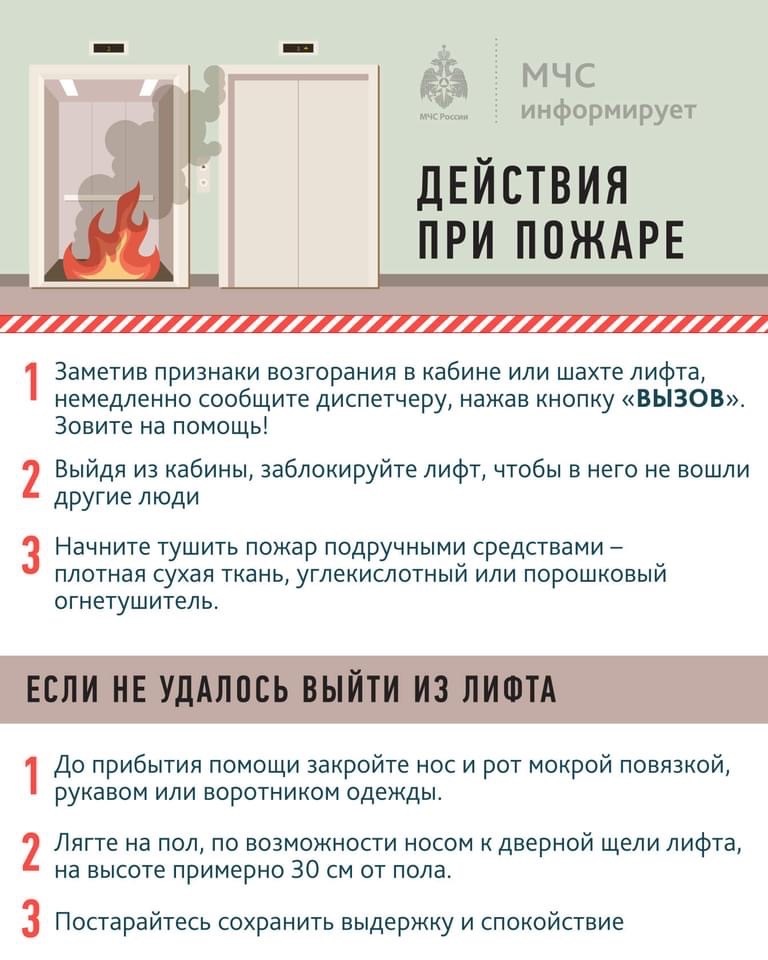 МЧС России
МЧС
информирует
ДЕЙСТВИЯ
ПРИ ПОЖАРЕ
1 Заметив признаки возгорания в кабине или шахте лифта,
немедленно сообщите диспетчеру, нажав кнопку «ВЫЗОВ».
Зовите на помощь!
2 Выйдя из кабины, заблокируйте лифт, чтобы в него не вошли
другие люди
3 Начните тушить пожар подручными средствами –
плотная сухая ткань, углекислотный или порошковый
огнетушитель.
ЕСЛИ НЕ УДАЛОСЬ ВЫЙТИ ИЗ ЛИФТА
1 До прибытия помощи закройте нос и рот мокрой повязкой,
рукавом или воротником одежды.
2 Лягте на пол, по возможности носом к дверной щели лифта,
на высоте примерно 30 см от пола.
3 Постарайтесь сохранить выдержку и спокойствие